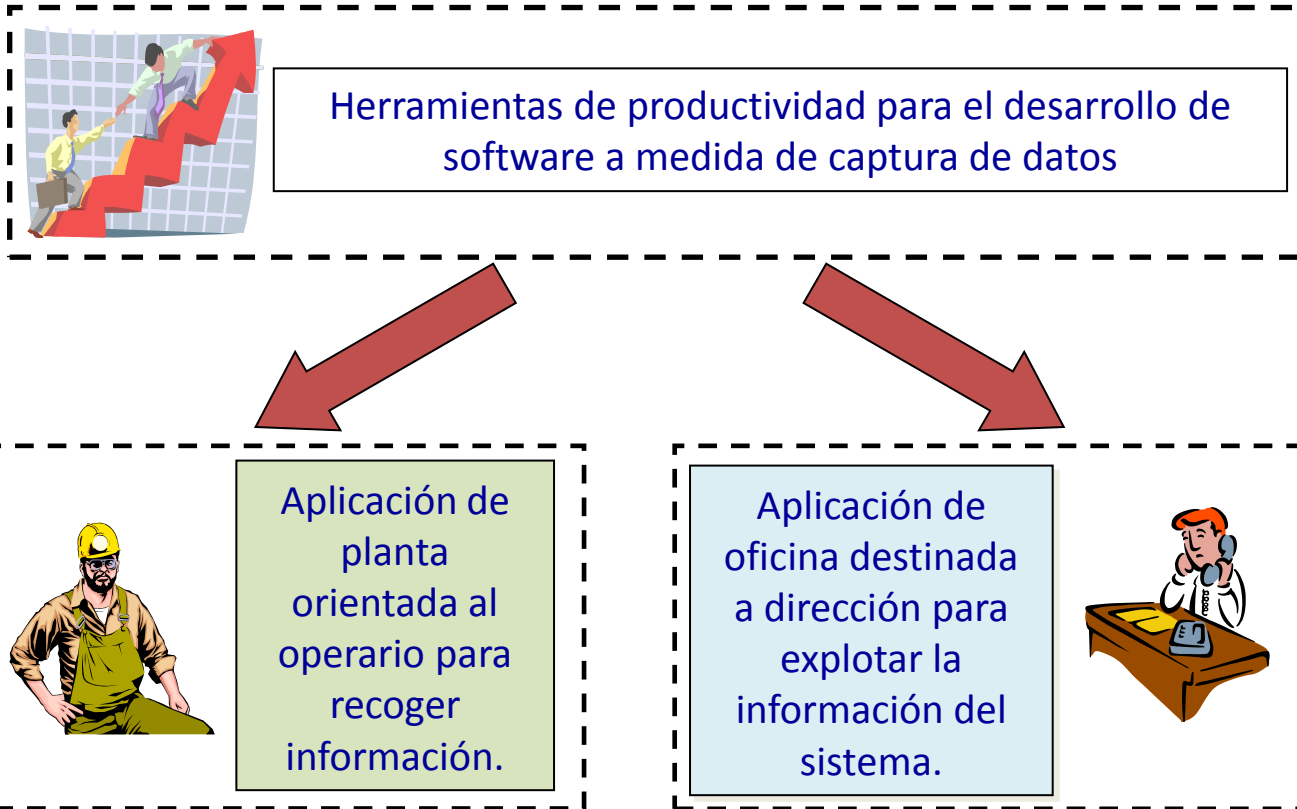 Herramientas de productividad para el desarrollo de
software a medida de captura de datos
Aplicación de
planta
orientada al
operario para
recoger
información.
Aplicación de
oficina destinada
a dirección para
explotar la
información del
sistema.